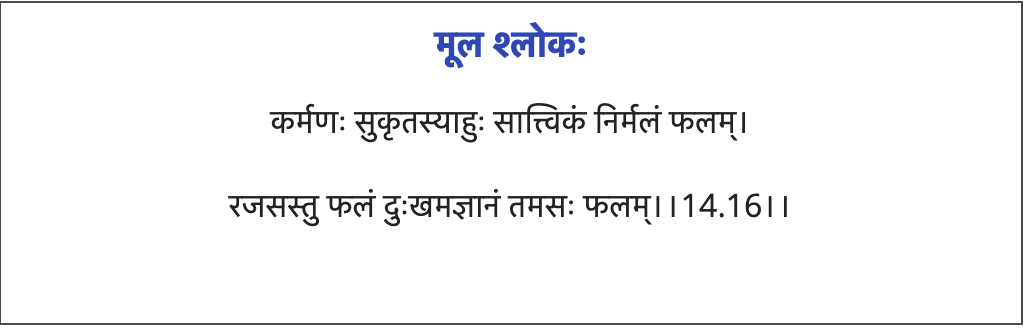 मूल श्लोकः
कर्मणः सुकृतस्याहुः सात्त्विकं निर्मलं फलम्।
रजसस्तु फलं दुःखमज्ञानं तमसः फलम्।।14.16।।